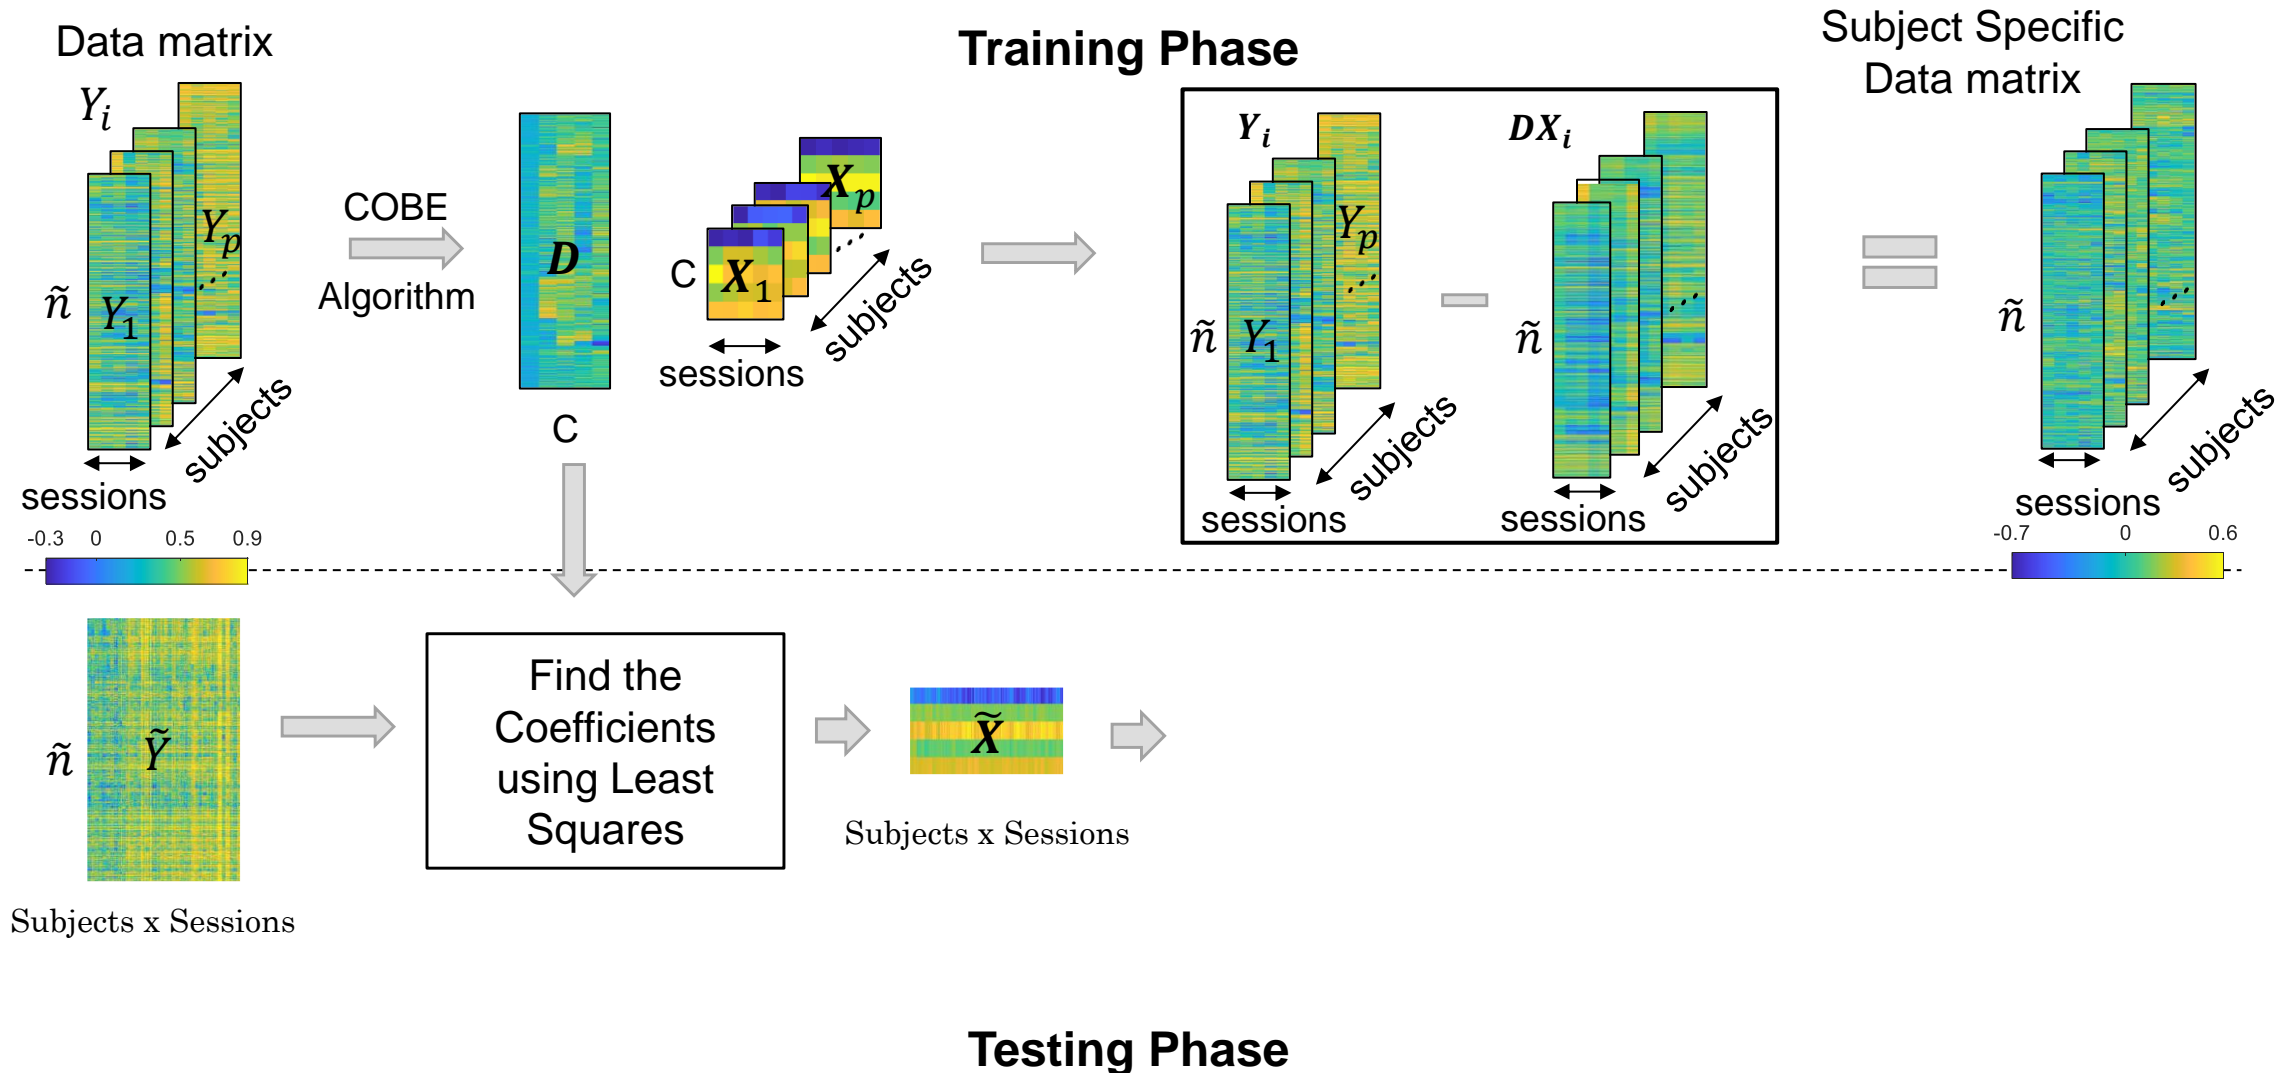 Training Phase
Data matrix
Y_i
Y_p
ñ
Y_1
subjects
sessions
-0.3 0 0.5 0.9
COBE
Algorithm
D
C
C
X_1
X_p
subjects
sessions
Y_i
Y_p
ñ
Y_1
subjects
sessions
DX_i
ñ
subjects
sessions
Subject Specific
Data matrix
ñ
subjects
sessions
-0.7 0 0.6
ñ
Ỹ
Subjects x Sessions
Find the
Coefficients
using Least
Squares
X̃
Subjects x Sessions
Testing Phase